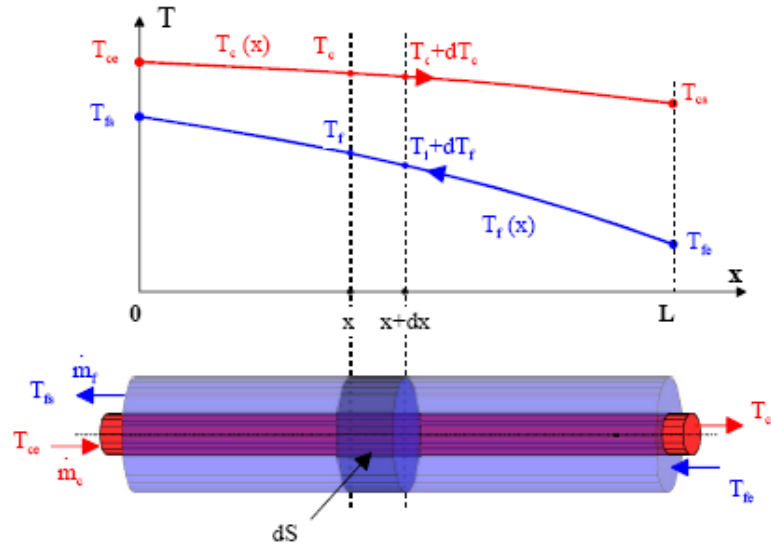 T
T_ce
T_c (x)
T_c
T_c+dT_c
T_cs
T_fs
T_f
T_f+dT_f
T_f (x)
T_fe
x
0
x
x+dx
L
ṁ_f
T_fs
T_ce
ṁ_c
T_c
T_fe
dS